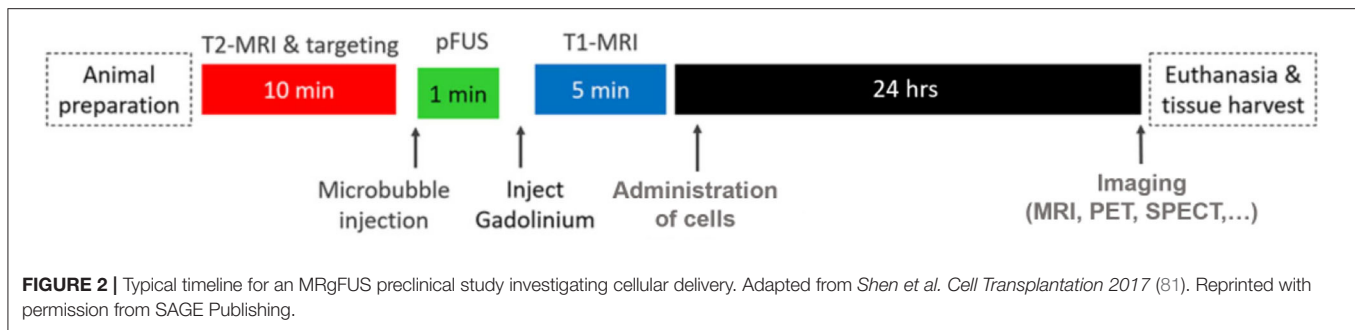 T2-MRI & targeting
pFUS
T1-MRI
Animal
preparation
10 min
1 min
5 min
24 hrs
Euthanasia &
tissue harvest
Microbubble
injection
Inject
Gadolinium
Administration
of cells
Imaging
(MRI, PET, SPECT,...)
FIGURE 2 | Typical timeline for an MRgFUS preclinical study investigating cellular delivery. Adapted from Shen et al. Cell Transplantation 2017 (81). Reprinted with
permission from SAGE Publishing.